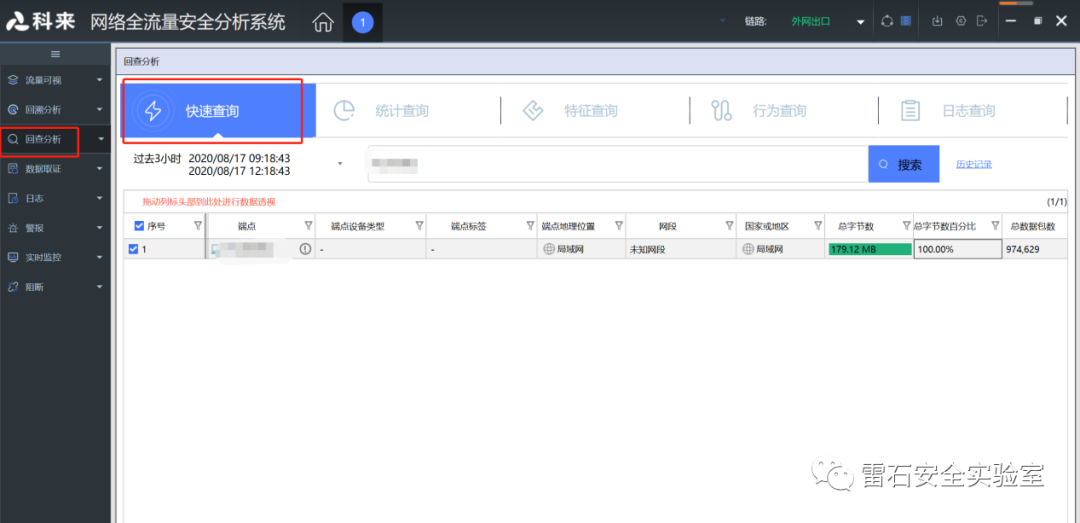 科来 网络全流量安全分析系统 1 链路: 外网出口
回查分析
流量可视
回溯分析
回查分析
数据取证
日志
警报
实时监控
阻断
快速查询 统计查询 特征查询 行为查询 日志查询
过去3小时 2020/08/17 09:18:43
2020/08/17 12:18:43
搜索 历史记录
拖动列标头部到此处进行数据透视 (1/1)
序号 端点 端点设备类型 端点标签 端点地理位置 网段 国家或地区 总字节数 总字节数百分比 总数据包数
1 - - 局域网 未知网段 局域网 179.12 MB 100.00% 974,629
雷石安全实验室